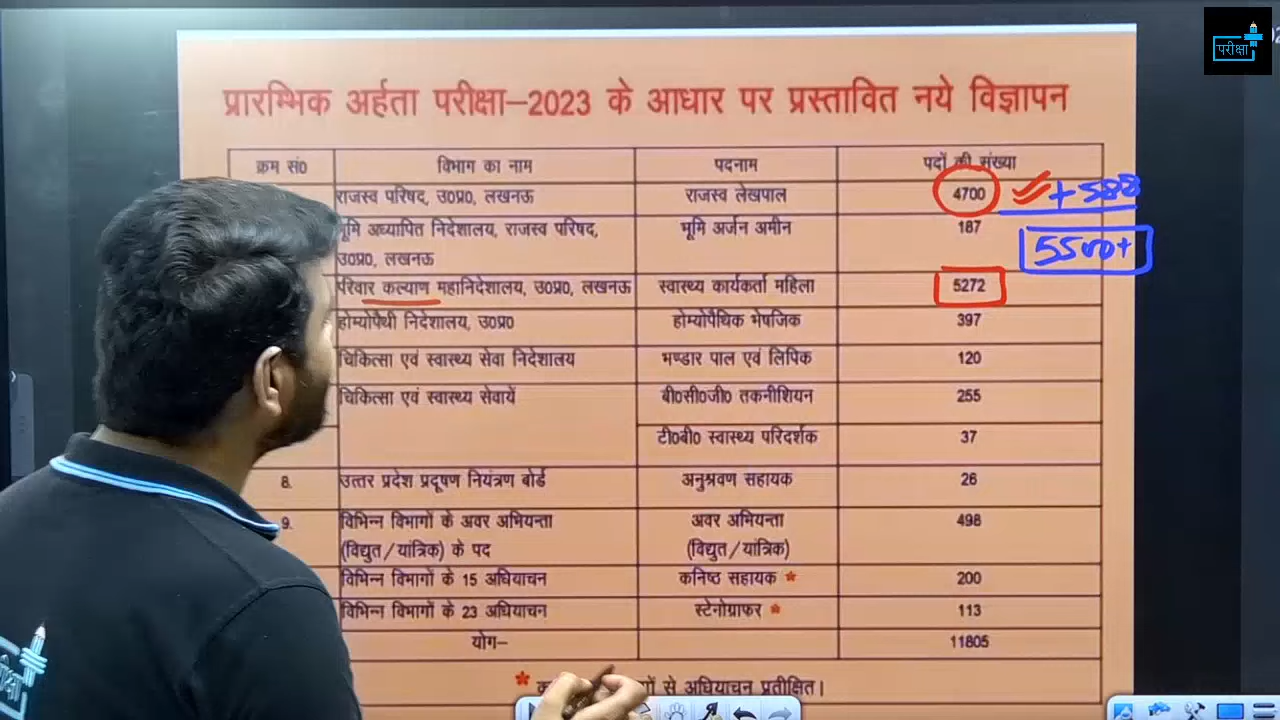 परीक्षा
प्रारम्भिक अर्हता परीक्षा–2023 के आधार पर प्रस्तावित नये विज्ञापन
क्रम सं0 विभाग का नाम पदनाम पदों की संख्या
राजस्व परिषद, उ0प्र0, लखनऊ राजस्व लेखपाल 4700
भूमि अध्यापित निदेशालय, राजस्व परिषद, भूमि अर्जन अमीन 187
उ0प्र0, लखनऊ
5500+
परिवार कल्याण महानिदेशालय, उ0प्र0, लखनऊ स्वास्थ्य कार्यकर्ता महिला 5272
होम्योपैथी निदेशालय, उ0प्र0 होम्योपैथिक भेषजिक 397
चिकित्सा एवं स्वास्थ्य सेवा निदेशालय भण्डार पाल एवं लिपिक 120
चिकित्सा एवं स्वास्थ्य सेवायें बी0सी0जी0 तकनीशियन 255
टी0बी0 स्वास्थ्य परिदर्शक 37
8. उत्तर प्रदेश प्रदूषण नियंत्रण बोर्ड अनुश्रवण सहायक 26
9. विभिन्न विभागों के अवर अभियन्ता अवर अभियन्ता 498
(विद्युत/यांत्रिक) के पद (विद्युत/यांत्रिक)
विभिन्न विभागों के 15 अधियाचन कनिष्ठ सहायक * 200
विभिन्न विभागों के 23 अधियाचन स्टेनोग्राफर * 113
योग– 11805
* से अधियाचन प्रतीक्षित।